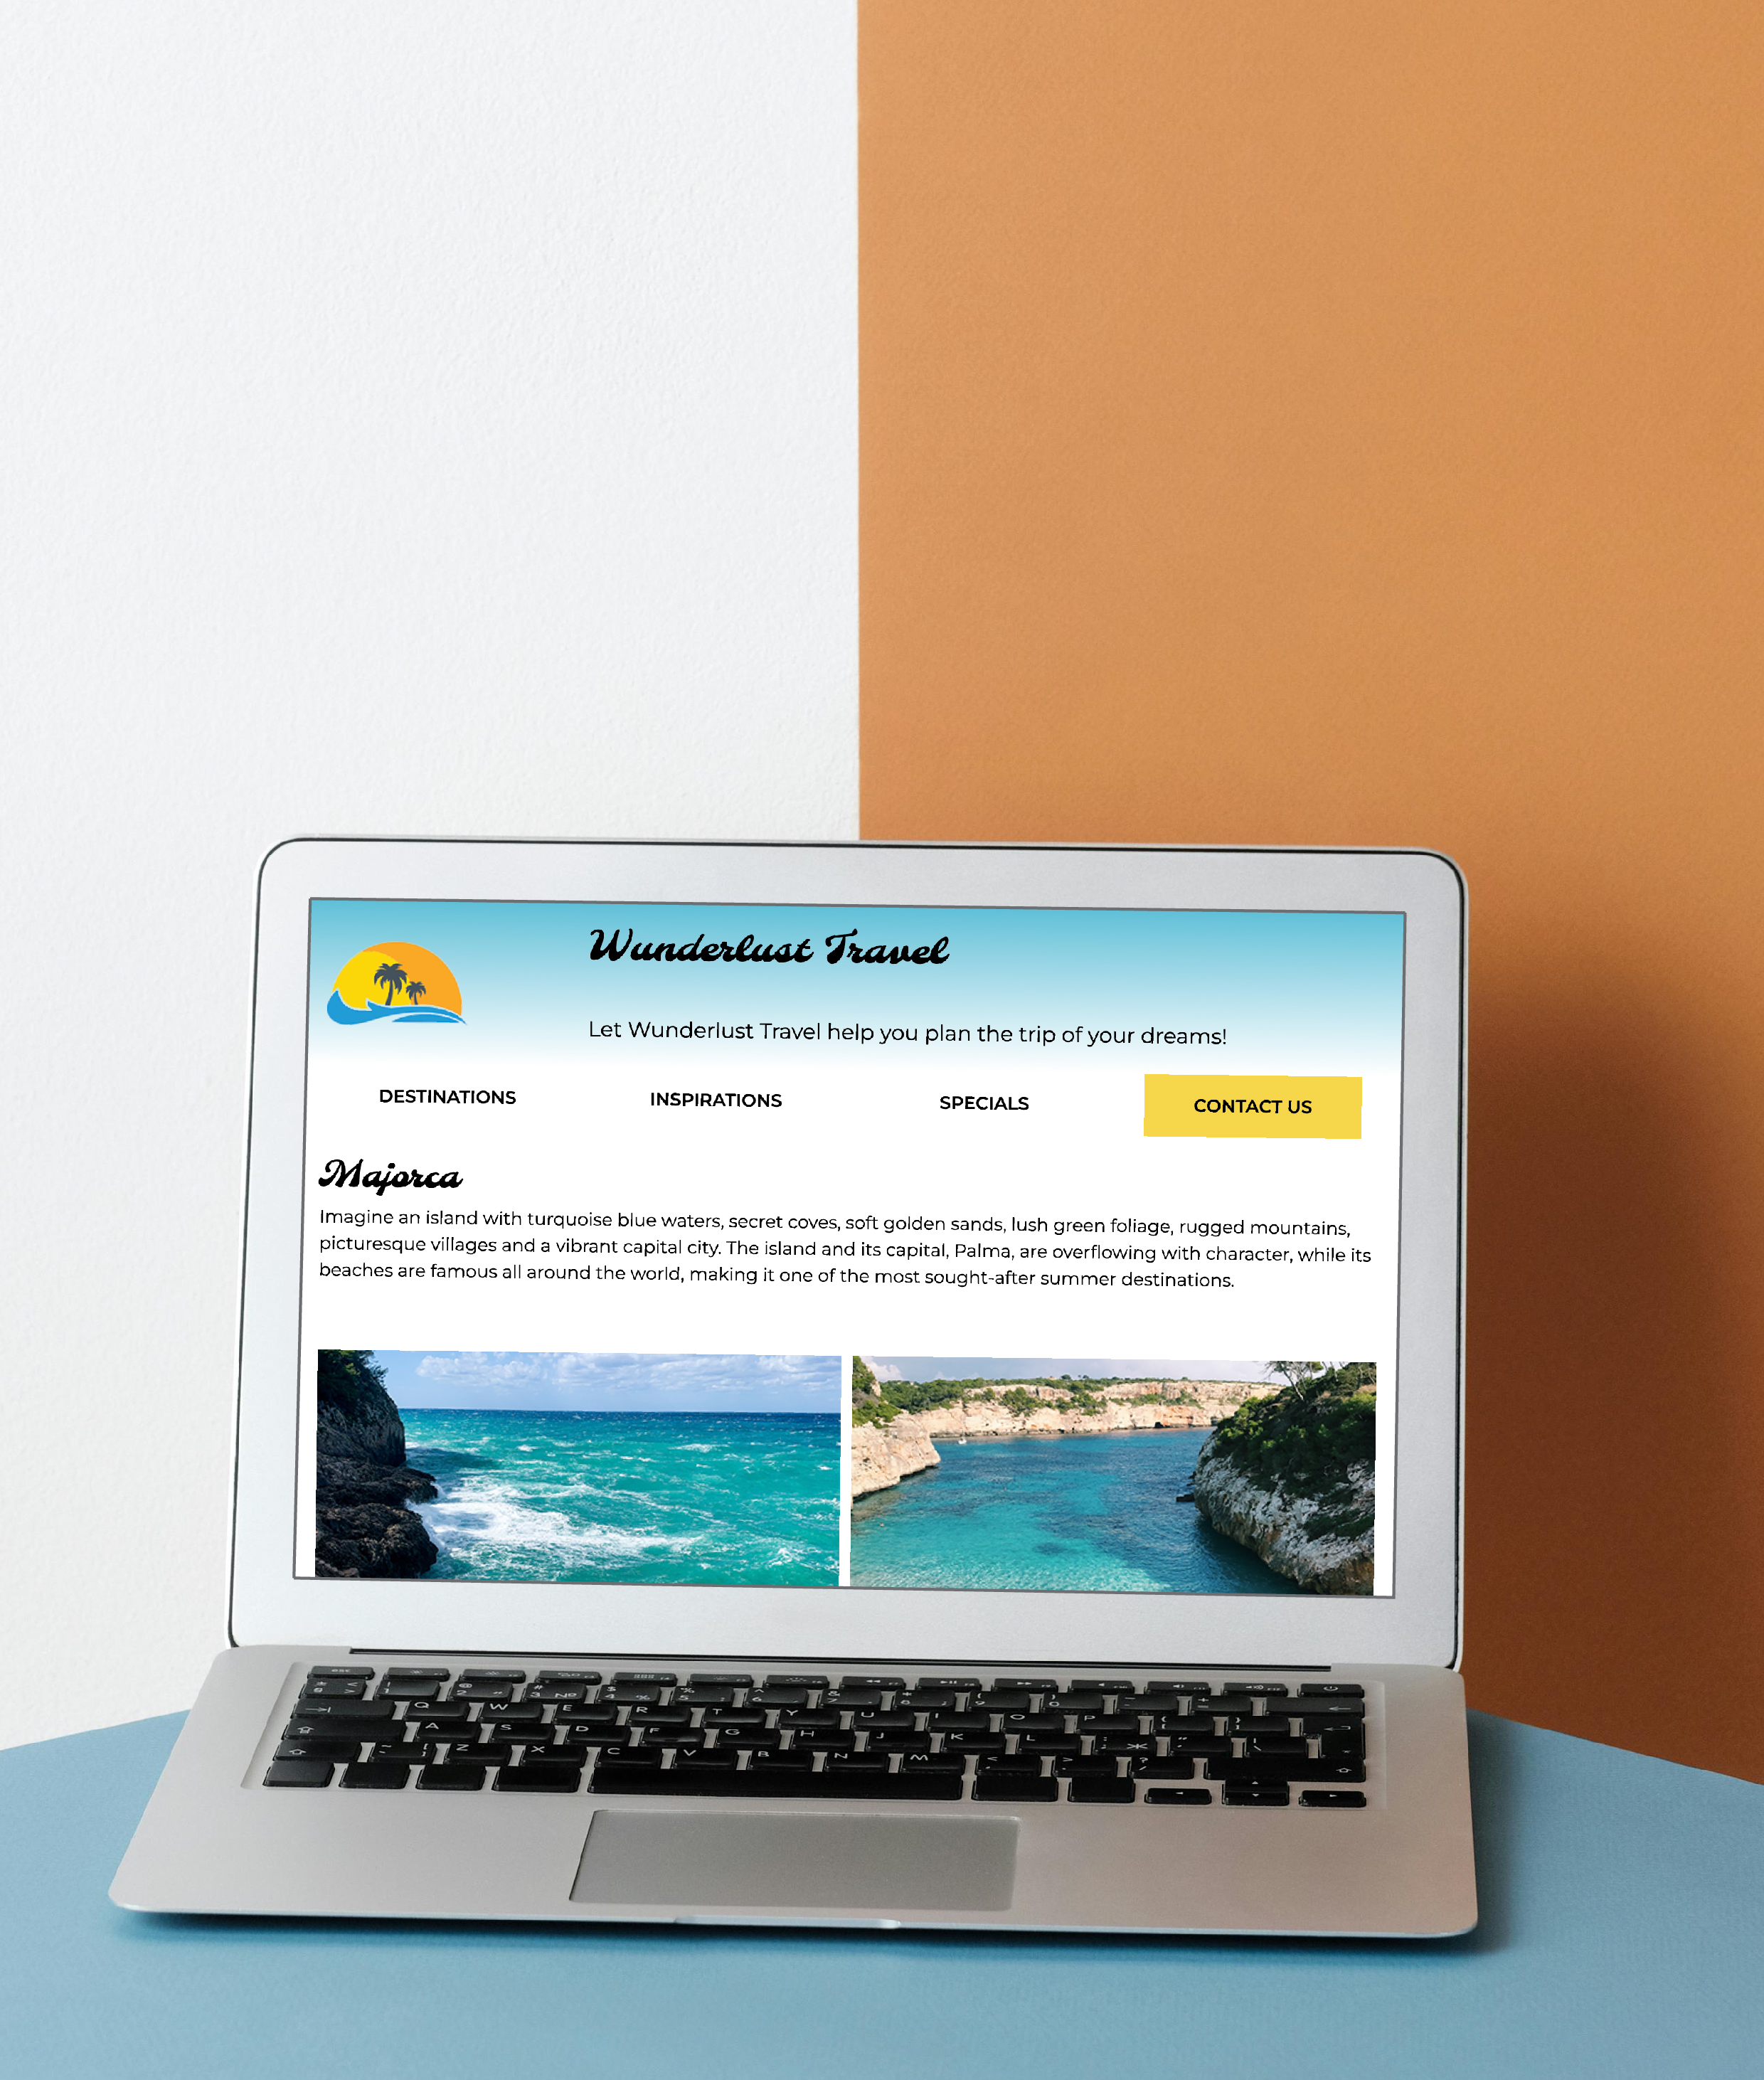 Wunderlust Travel
Let Wunderlust Travel help you plan the trip of your dreams!
DESTINATIONS
INSPIRATIONS
SPECIALS
CONTACT US
Majorca
Imagine an island with turquoise blue waters, secret coves, soft golden sands, lush green foliage, rugged mountains,
picturesque villages and a vibrant capital city. The island and its capital, Palma, are overflowing with character, while its
beaches are famous all around the world, making it one of the most sought-after summer destinations.
esc
Q W E R T Y U I O P
A S D F G H J K L
Z X C V B N M